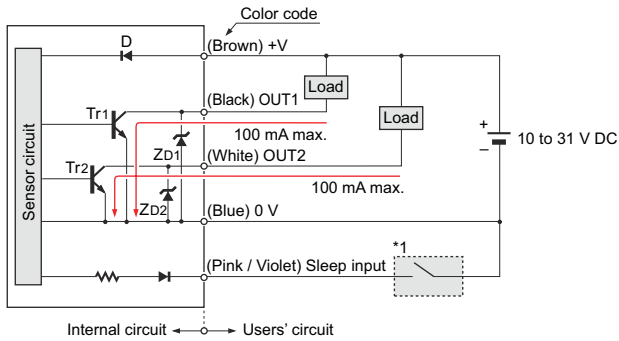 Color code
D
(Brown) +V
Load
(Black) OUT1
Tr1
Load
100 mA max.
+
10 to 31 V DC
–
Sensor circuit
ZD1
(White) OUT2
Tr2
100 mA max.
ZD2
(Blue) 0 V
*1
(Pink / Violet) Sleep input
Internal circuit
Users' circuit